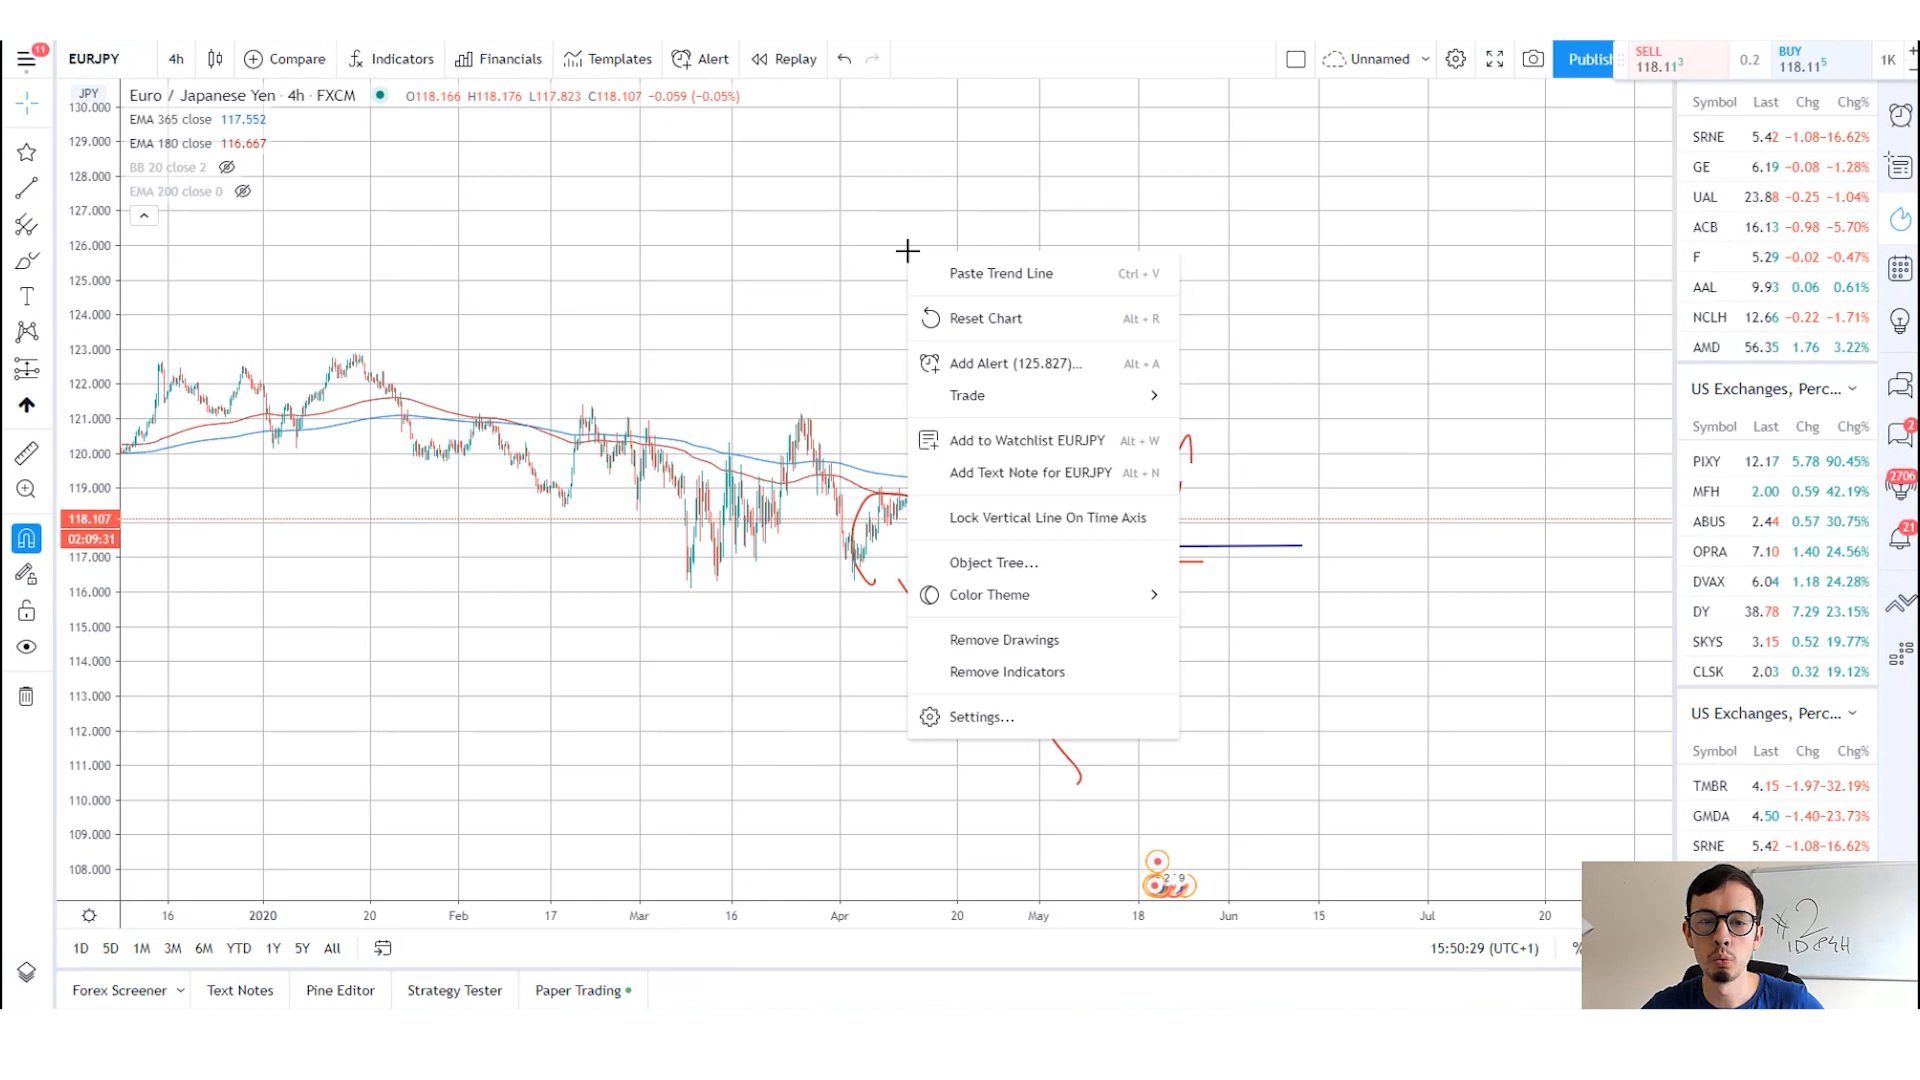 11
EURJPY 4h Compare Indicators Financials Templates Alert Replay Unnamed Publish
SELL 118.11³ 0.2 BUY 118.11⁵ 1K
JPY Euro / Japanese Yen · 4h · FXCM O118.166 H118.176 L117.823 C118.107 −0.059 (−0.05%)
EMA 365 close 117.552
EMA 180 close 116.667
BB 20 close 2
EMA 200 close 0
130.000
129.000
128.000
127.000
126.000
125.000
124.000
123.000
122.000
121.000
120.000
119.000
118.107
02:09:31
117.000
116.000
115.000
114.000
113.000
112.000
111.000
110.000
109.000
108.000
Paste Trend Line Ctrl + V
Reset Chart Alt + R
Add Alert (125.827)... Alt + A
Trade
Add to Watchlist EURJPY Alt + W
Add Text Note for EURJPY Alt + N
Lock Vertical Line On Time Axis
Object Tree...
Color Theme
Remove Drawings
Remove Indicators
Settings...
Symbol Last Chg Chg%
SRNE 5.42 −1.08 −16.62%
GE 6.19 −0.08 −1.28%
UAL 23.88 −0.25 −1.04%
ACB 16.13 −0.98 −5.70%
F 5.29 −0.02 −0.47%
AAL 9.93 0.06 0.61%
NCLH 12.66 −0.22 −1.71%
AMD 56.35 1.76 3.22%
US Exchanges, Perc...
Symbol Last Chg Chg%
PIXY 12.17 5.78 90.45%
MFH 2.00 0.59 42.19%
ABUS 2.44 0.57 30.75%
OPRA 7.10 1.40 24.56%
DVAX 6.04 1.18 24.28%
DY 38.78 7.29 23.15%
SKYS 3.15 0.52 19.77%
CLSK 2.03 0.32 19.12%
US Exchanges, Perc...
Symbol Last Chg Chg%
TMBR 4.15 −1.97 −32.19%
GMDA 4.50 −1.40 −23.73%
SRNE 5.42 −1.08 −16.62%
2
2706
21
16 2020 20 Feb 17 Mar 16 Apr 20 May 18 Jun 15 Jul 20
1D 5D 1M 3M 6M YTD 1Y 5Y All 15:50:29 (UTC+1) %
Forex Screener Text Notes Pine Editor Strategy Tester Paper Trading
#2
1D & 4H